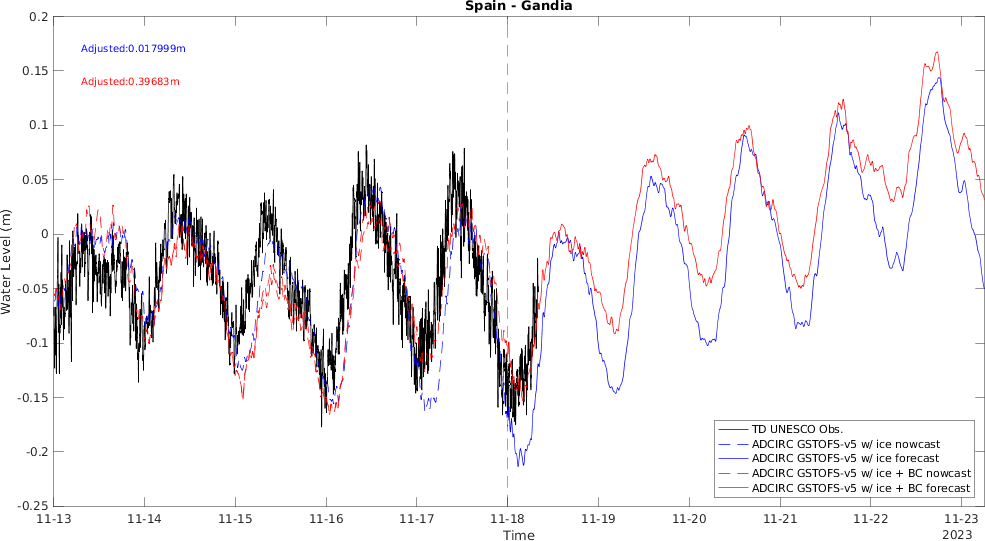 Spain - Gandia
Adjusted:0.017999m
Adjusted:0.39683m
Water Level (m)
0.2
0.15
0.1
0.05
0
-0.05
-0.1
-0.15
-0.2
-0.25
TD UNESCO Obs.
ADCIRC GSTOFS-v5 w/ ice nowcast
ADCIRC GSTOFS-v5 w/ ice forecast
ADCIRC GSTOFS-v5 w/ ice + BC nowcast
ADCIRC GSTOFS-v5 w/ ice + BC forecast
11-13 11-14 11-15 11-16 11-17 11-18 11-19 11-20 11-21 11-22 11-23
Time
2023